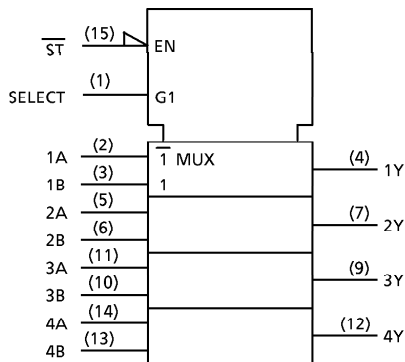 S̅T̅ (15) EN
SELECT (1) G1
1A (2) 1̅ MUX (4) 1Y
1B (3) 1
2A (5) (7) 2Y
2B (6)
3A (11) (9) 3Y
3B (10)
4A (14) (12) 4Y
4B (13)